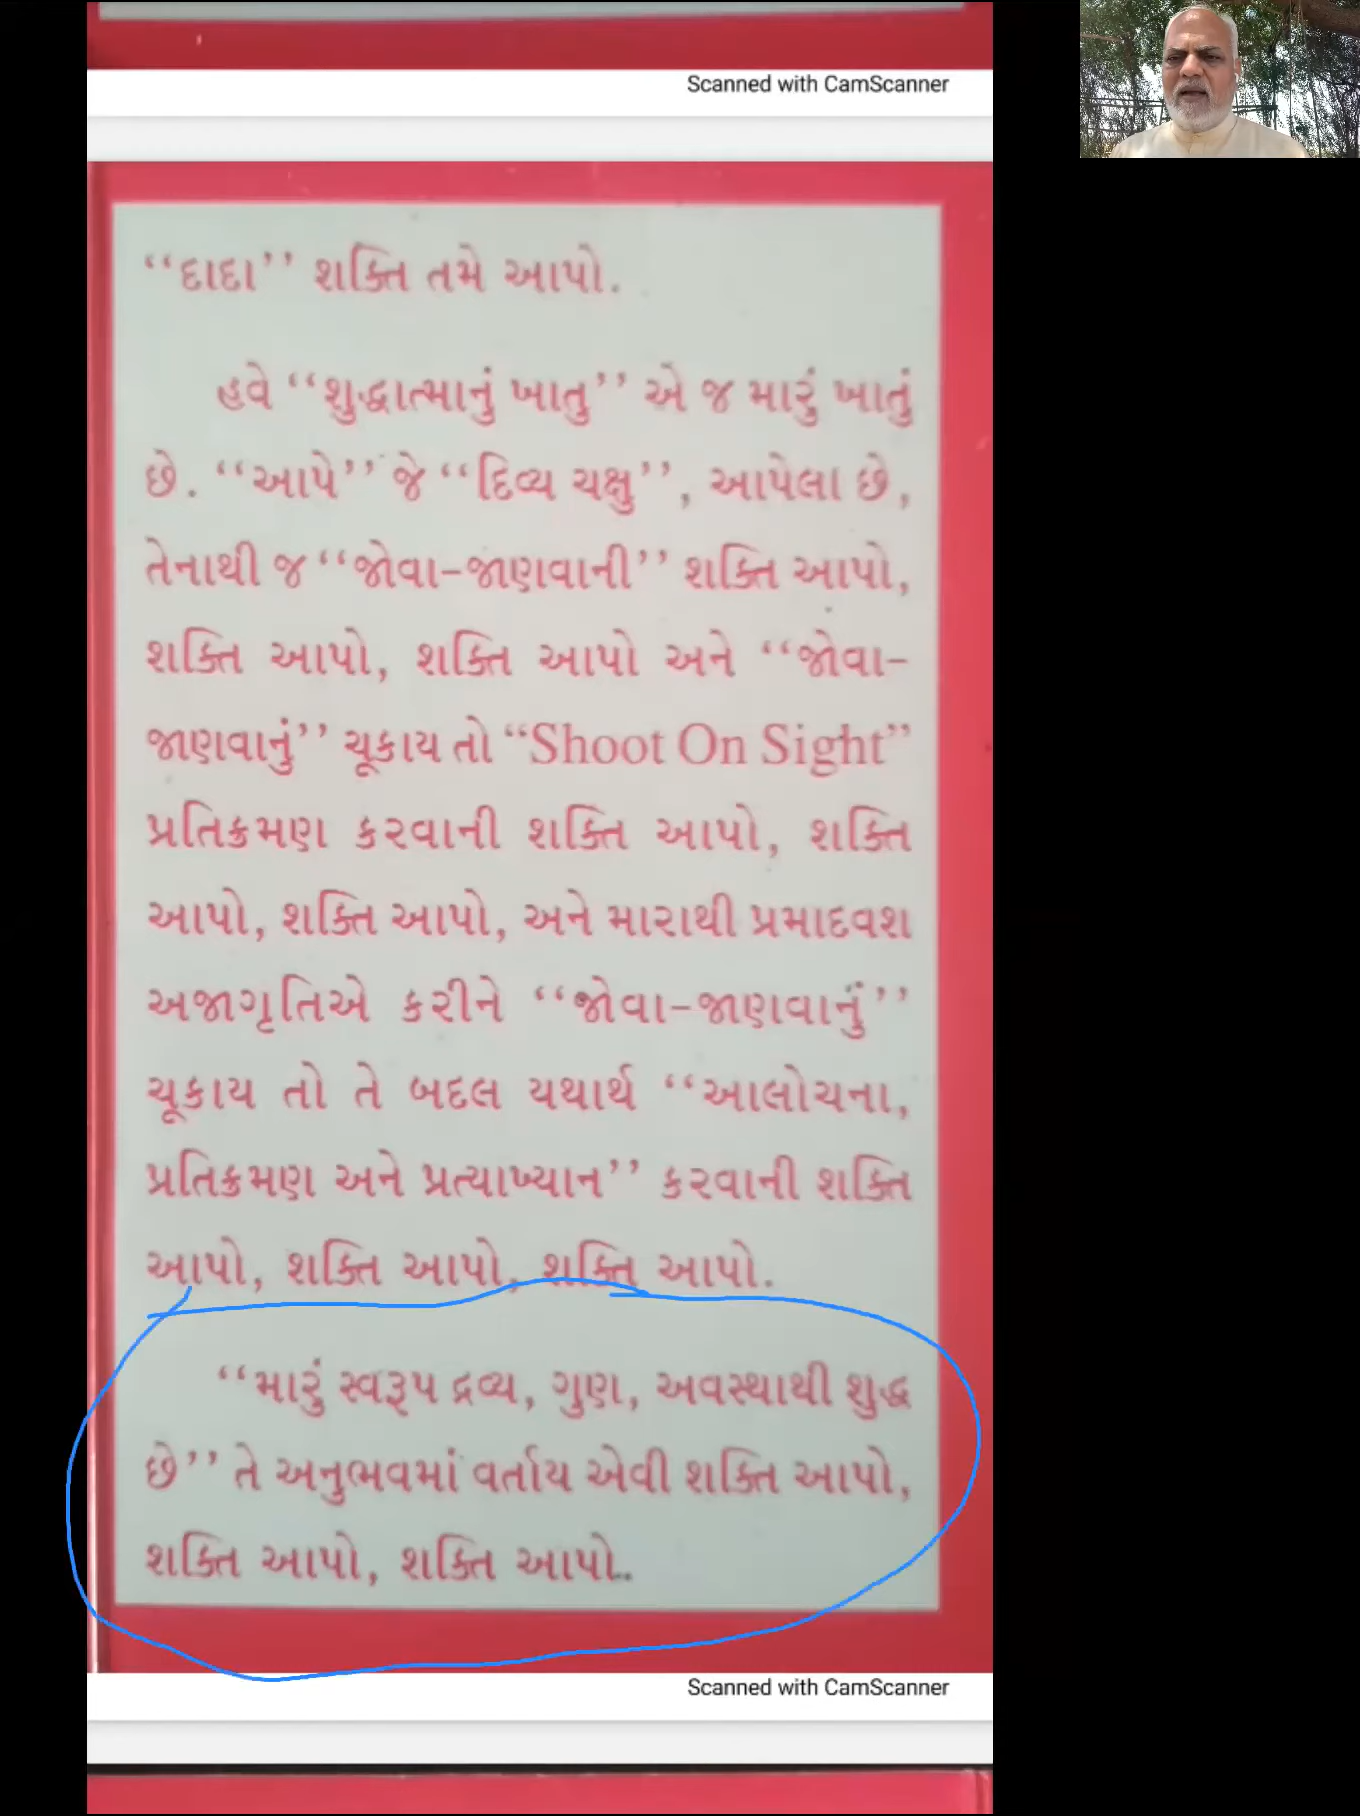 Scanned with CamScanner
‘‘દાદા’’ શક્તિ તમે આપો.
હવે ‘‘શુદ્ધાત્માનું ખાતુ’’ એ જ મારું ખાતું
છે. ‘‘આપે’’ જે ‘‘દિવ્ય ચક્ષુ’’, આપેલા છે,
તેનાથી જ ‘‘જોવા-જાણવાની’’ શક્તિ આપો,
શક્તિ આપો, શક્તિ આપો અને ‘‘જોવા-
જાણવાનું’’ ચૂકાય તો “Shoot On Sight”
પ્રતિક્રમણ કરવાની શક્તિ આપો, શક્તિ
આપો, શક્તિ આપો, અને મારાથી પ્રમાદવશ
અજાગૃતિએ કરીને ‘‘જોવા-જાણવાનું’’
ચૂકાય તો તે બદલ યથાર્થ ‘‘આલોચના,
પ્રતિક્રમણ અને પ્રત્યાખ્યાન’’ કરવાની શક્તિ
આપો, શક્તિ આપો, શક્તિ આપો.
‘‘મારું સ્વરૂપ દ્રવ્ય, ગુણ, અવસ્થાથી શુદ્ધ
છે’’ તે અનુભવમાં વર્તાય એવી શક્તિ આપો,
શક્તિ આપો, શક્તિ આપો..
Scanned with CamScanner